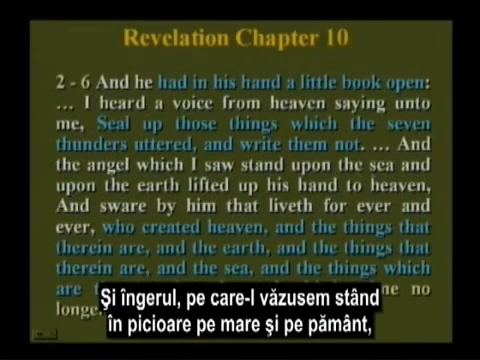 Revelation Chapter 10
2 - 6 And he had in his hand a little book open:
... I heard a voice from heaven saying unto
me, Seal up those things which the seven
thunders uttered, and write them not. ... And
the angel which I saw stand upon the sea and
upon the earth lifted up his hand to heaven,
And sware by him that liveth for ever and
ever, who created heaven, and the things that
therein are, and the earth, and the things that
therein are, and the sea, and the things which
are no
longe
Şi îngerul, pe care-l văzusem stând
în picioare pe mare şi pe pământ,